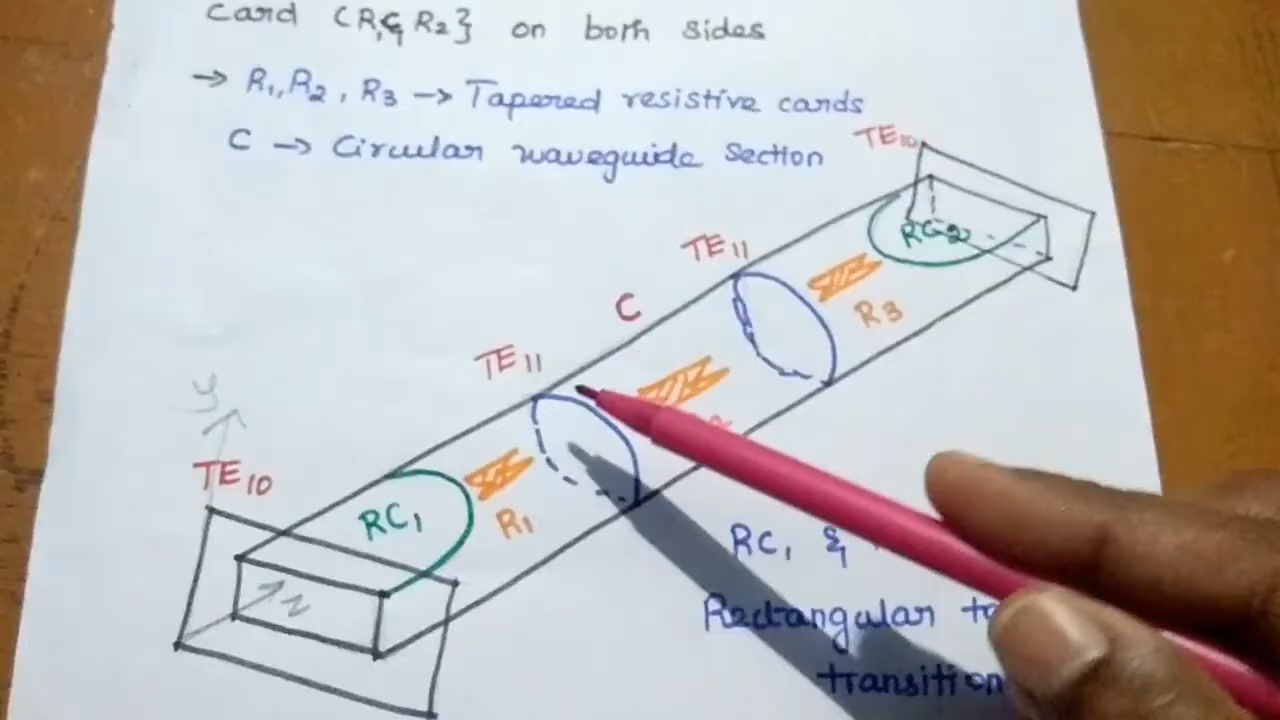 card (R1 & R2} on both sides
→ R1, R2, R3 → Tapered resistive cards
C → Circular waveguide section
TE10
RC2
TE11
R3
C
TE11
y
TE10
RC1
R1
z
RC1 &
Rectangular to
transition